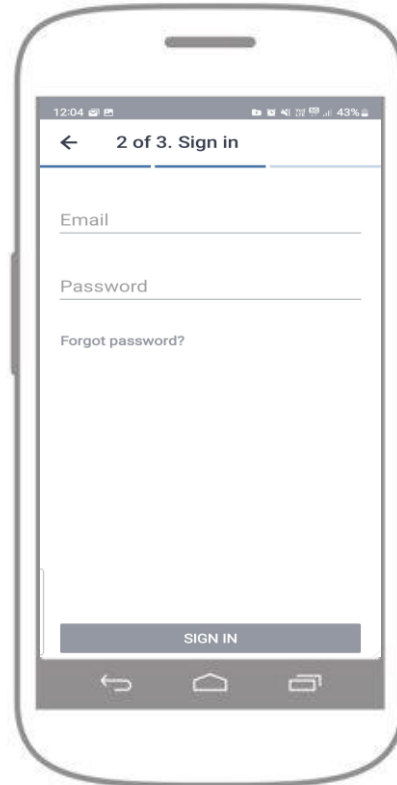 12:04 43%
2 of 3. Sign in
Email
Password
Forgot password?
SIGN IN